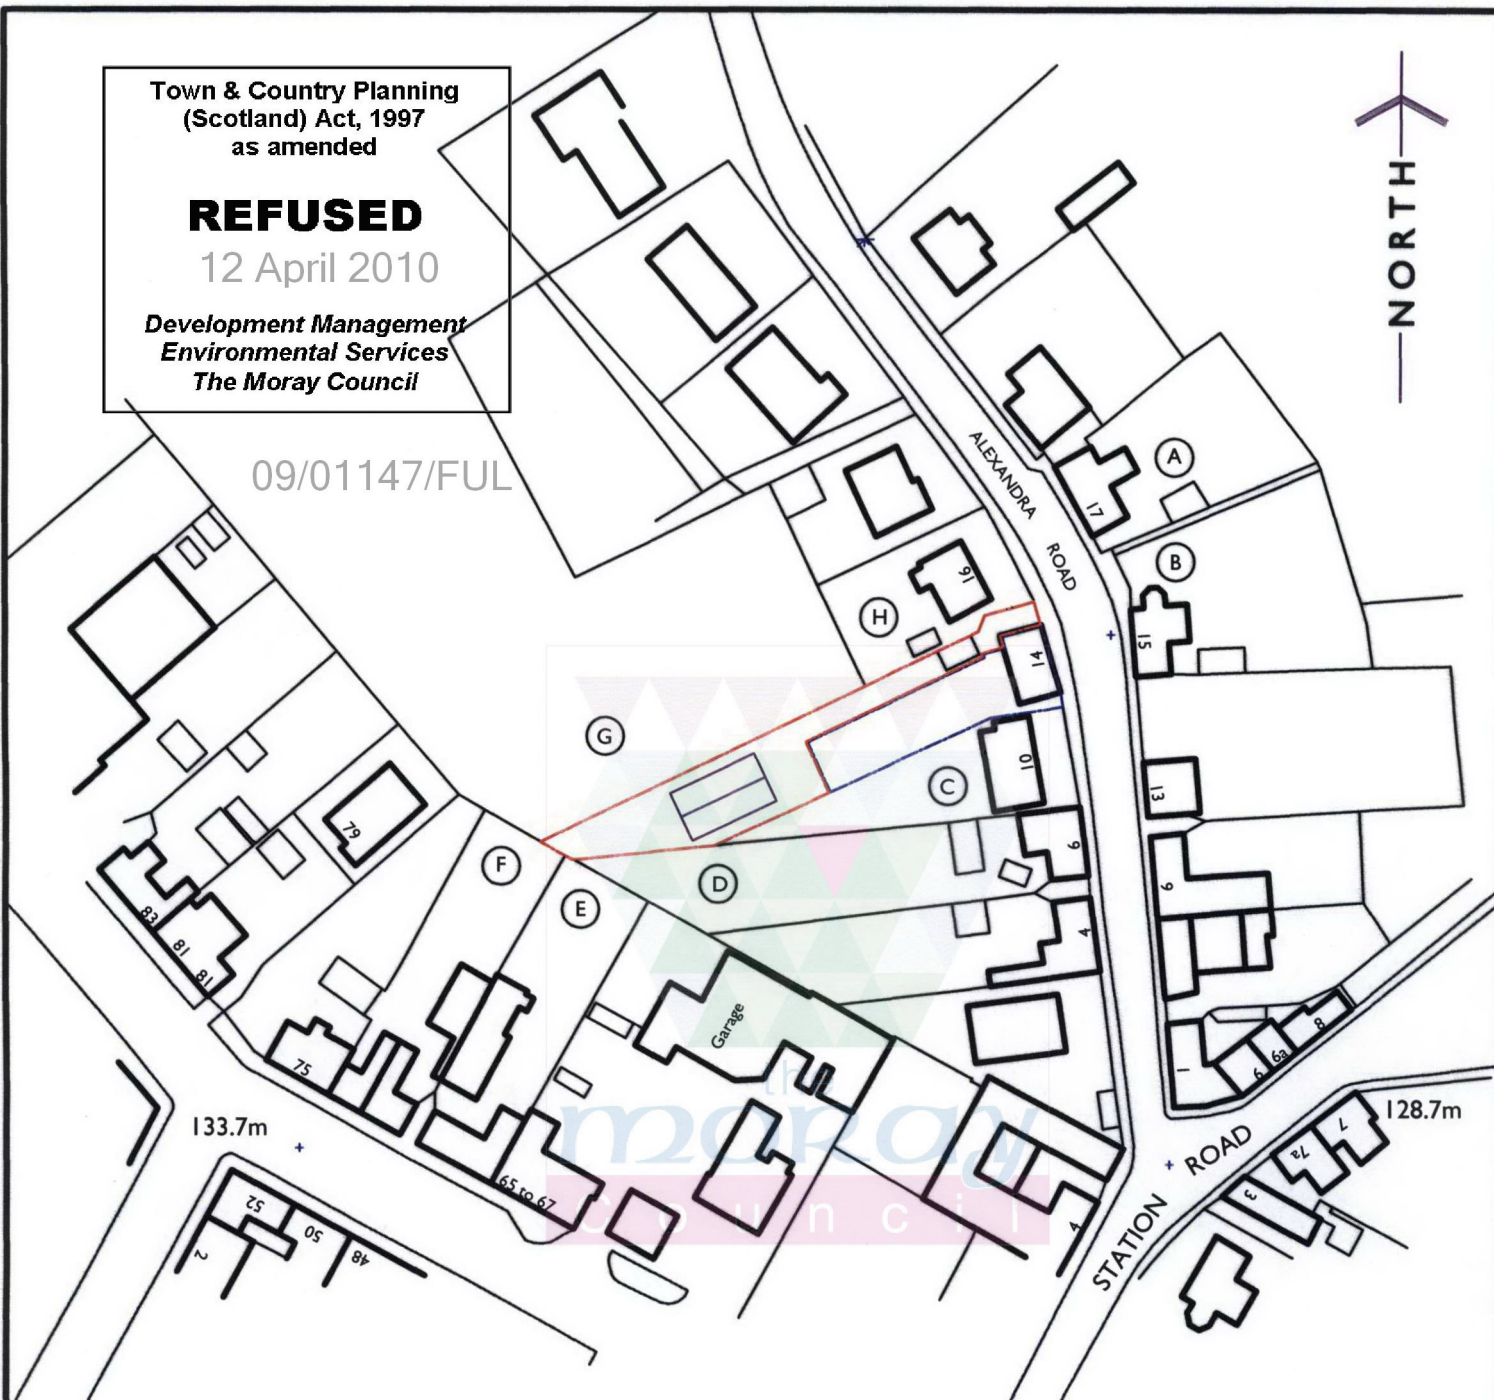 Town & Country Planning
(Scotland) Act, 1997
as amended
REFUSED
12 April 2010
Development Management
Environmental Services
The Moray Council
09/01147/FUL
NORTH
ALEXANDRA
ROAD
A
17
B
16
H
15
14
G
10
C
13
79
F
D
9
9
E
83
81
81
4
Garage
8
6a
6
1
75
the
moray
Council
133.7m
128.7m
7
7a
STATION ROAD
65 to 67
3
4
52
50
48
2